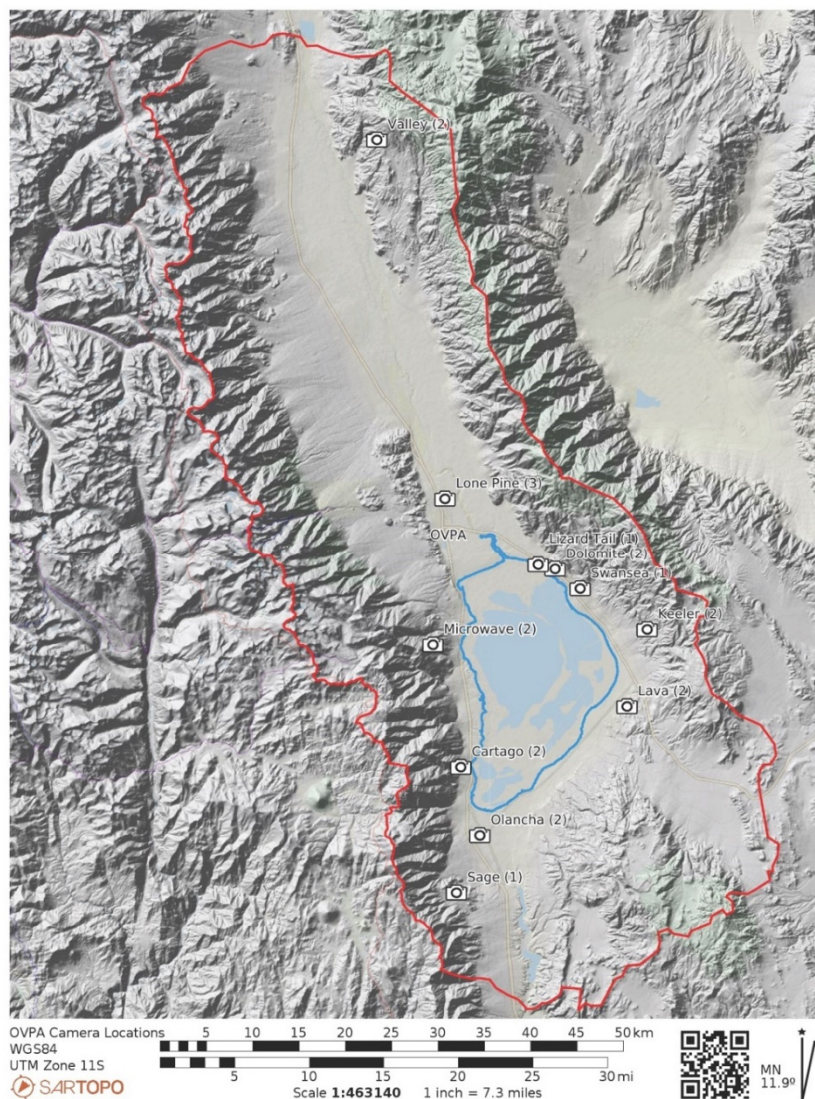 Valley (2)
Lone Pine (3)
OVPA
Lizard Tail (1)
Dolomite (2)
Swansea (1)
Keeler (2)
Microwave (2)
Lava (2)
Cartago (2)
Olancha (2)
Sage (1)
OVPA Camera Locations
WGS84
UTM Zone 11S
SARTOPO
5 10 15 20 25 30 35 40 45 50 km
5 10 15 20 25 30 mi
Scale 1:463140 1 inch = 7.3 miles
MN
11.9º